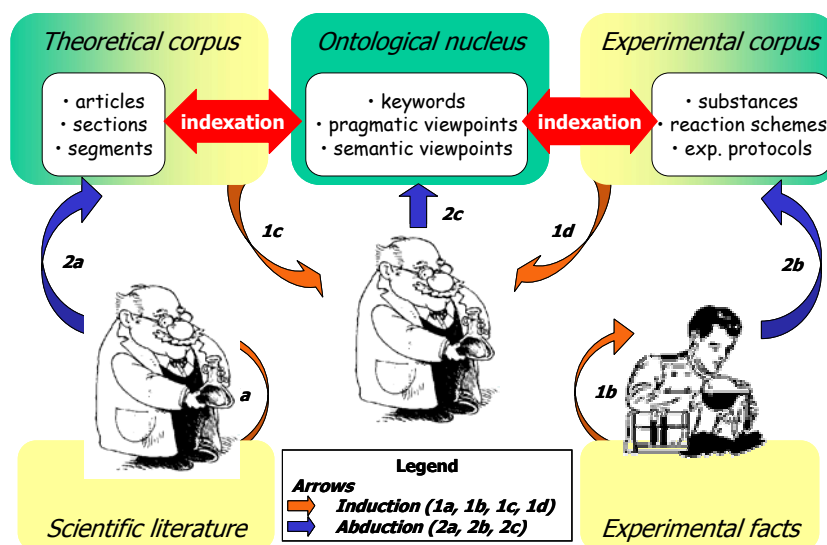 Theoretical corpus
Ontological nucleus
Experimental corpus
• articles
• sections
• segments
indexation
• keywords
• pragmatic viewpoints
• semantic viewpoints
indexation
• substances
• reaction schemes
• exp. protocols
1c
2c
1d
2a
2b
a
1b
Legend
Arrows
Induction (1a, 1b, 1c, 1d)
Abduction (2a, 2b, 2c)
Scientific literature
Experimental facts